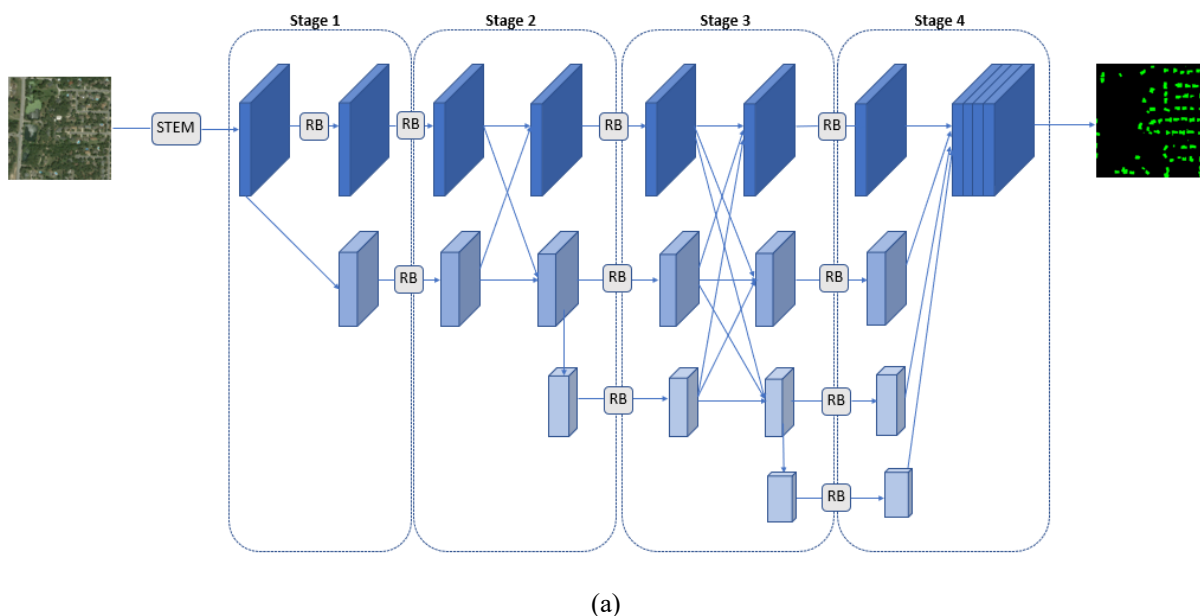 Stage 1 Stage 2 Stage 3 Stage 4
STEM RB RB RB RB
RB RB RB
RB RB
RB
(a)